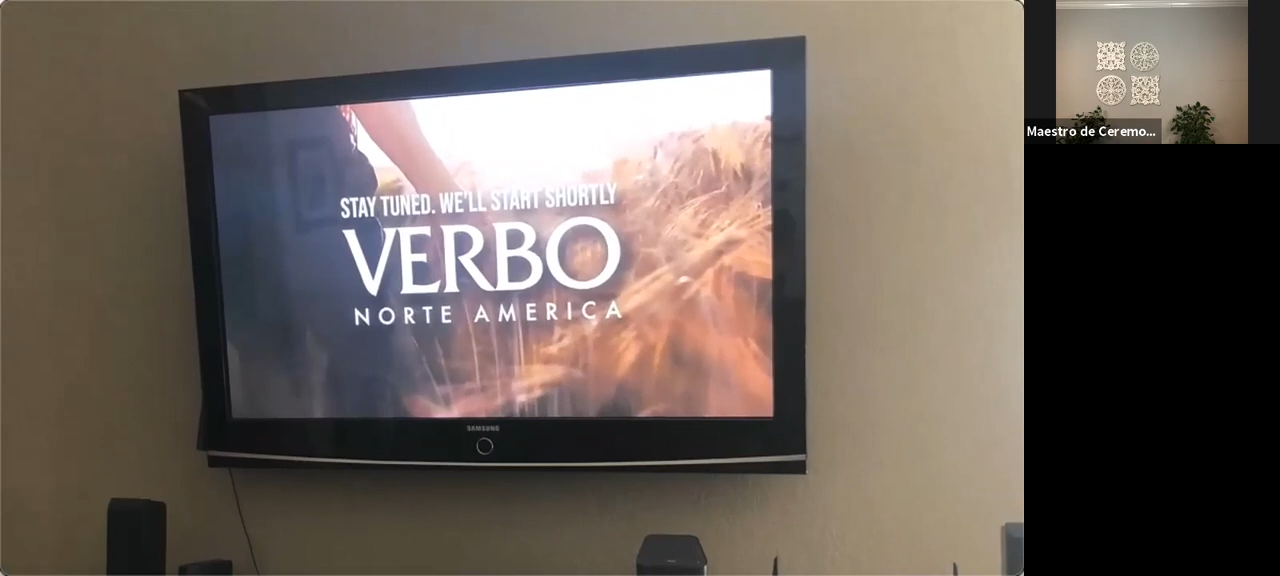 STAY TUNED. WE'LL START SHORTLY
VERBO
NORTE AMERICA
SAMSUNG
Maestro de Ceremo...